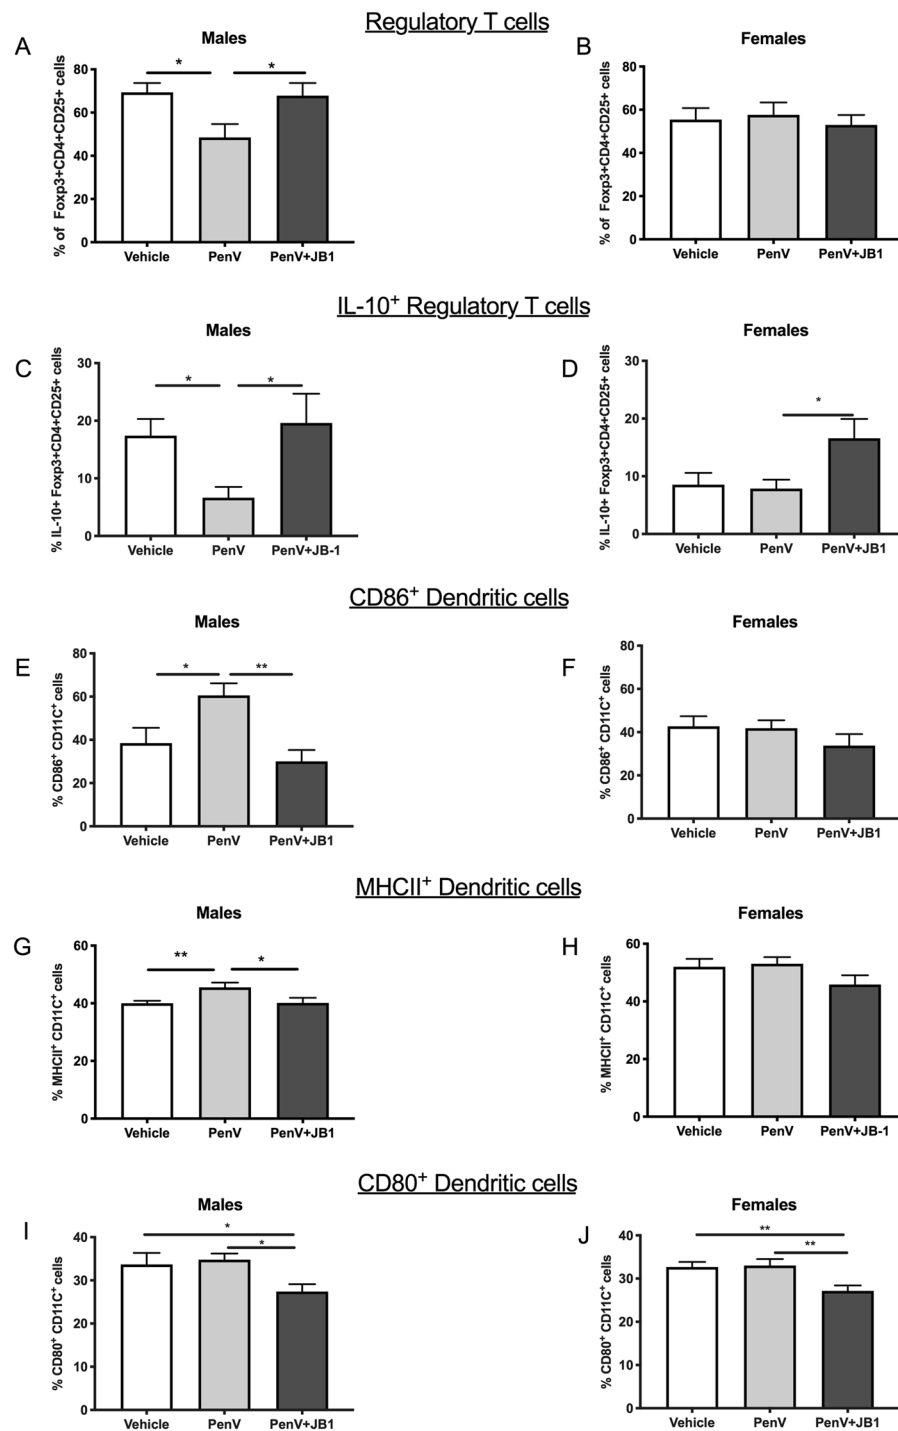 Regulatory T cells
A
Males
% of Foxp3+CD4+CD25+ cells
80
60
40
20
0
* *
Vehicle PenV PenV+JB1
B
Females
% of Foxp3+CD4+CD25+ cells
80
60
40
20
0
Vehicle PenV PenV+JB1
IL-10+ Regulatory T cells
C
Males
% IL-10+ Foxp3+CD4+CD25+ cells
30
20
10
0
* *
Vehicle PenV PenV+JB-1
D
Females
% IL-10+ Foxp3+CD4+CD25+ cells
30
20
10
0
*
Vehicle PenV PenV+JB1
CD86+ Dendritic cells
E
Males
% CD86+ CD11C+ cells
80
60
40
20
0
* **
Vehicle PenV PenV+JB1
F
Females
% CD86+ CD11C+ cells
80
60
40
20
0
Vehicle PenV PenV+JB1
MHCII+ Dendritic cells
G
Males
% MHCII+ CD11C+ cells
60
40
20
0
** *
Vehicle PenV PenV+JB1
H
Females
% MHCII+ CD11C+ cells
60
40
20
0
Vehicle PenV PenV+JB-1
CD80+ Dendritic cells
I
Males
% CD80+ CD11C+ cells
40
30
20
10
0
*
*
Vehicle PenV PenV+JB1
J
Females
% CD80+ CD11C+ cells
40
30
20
10
0
**
**
Vehicle PenV PenV+JB1